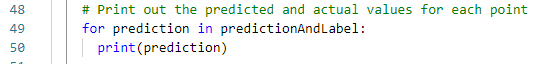 48 # Print out the predicted and actual values for each point
49 for prediction in predictionAndLabel:
50 print(prediction)